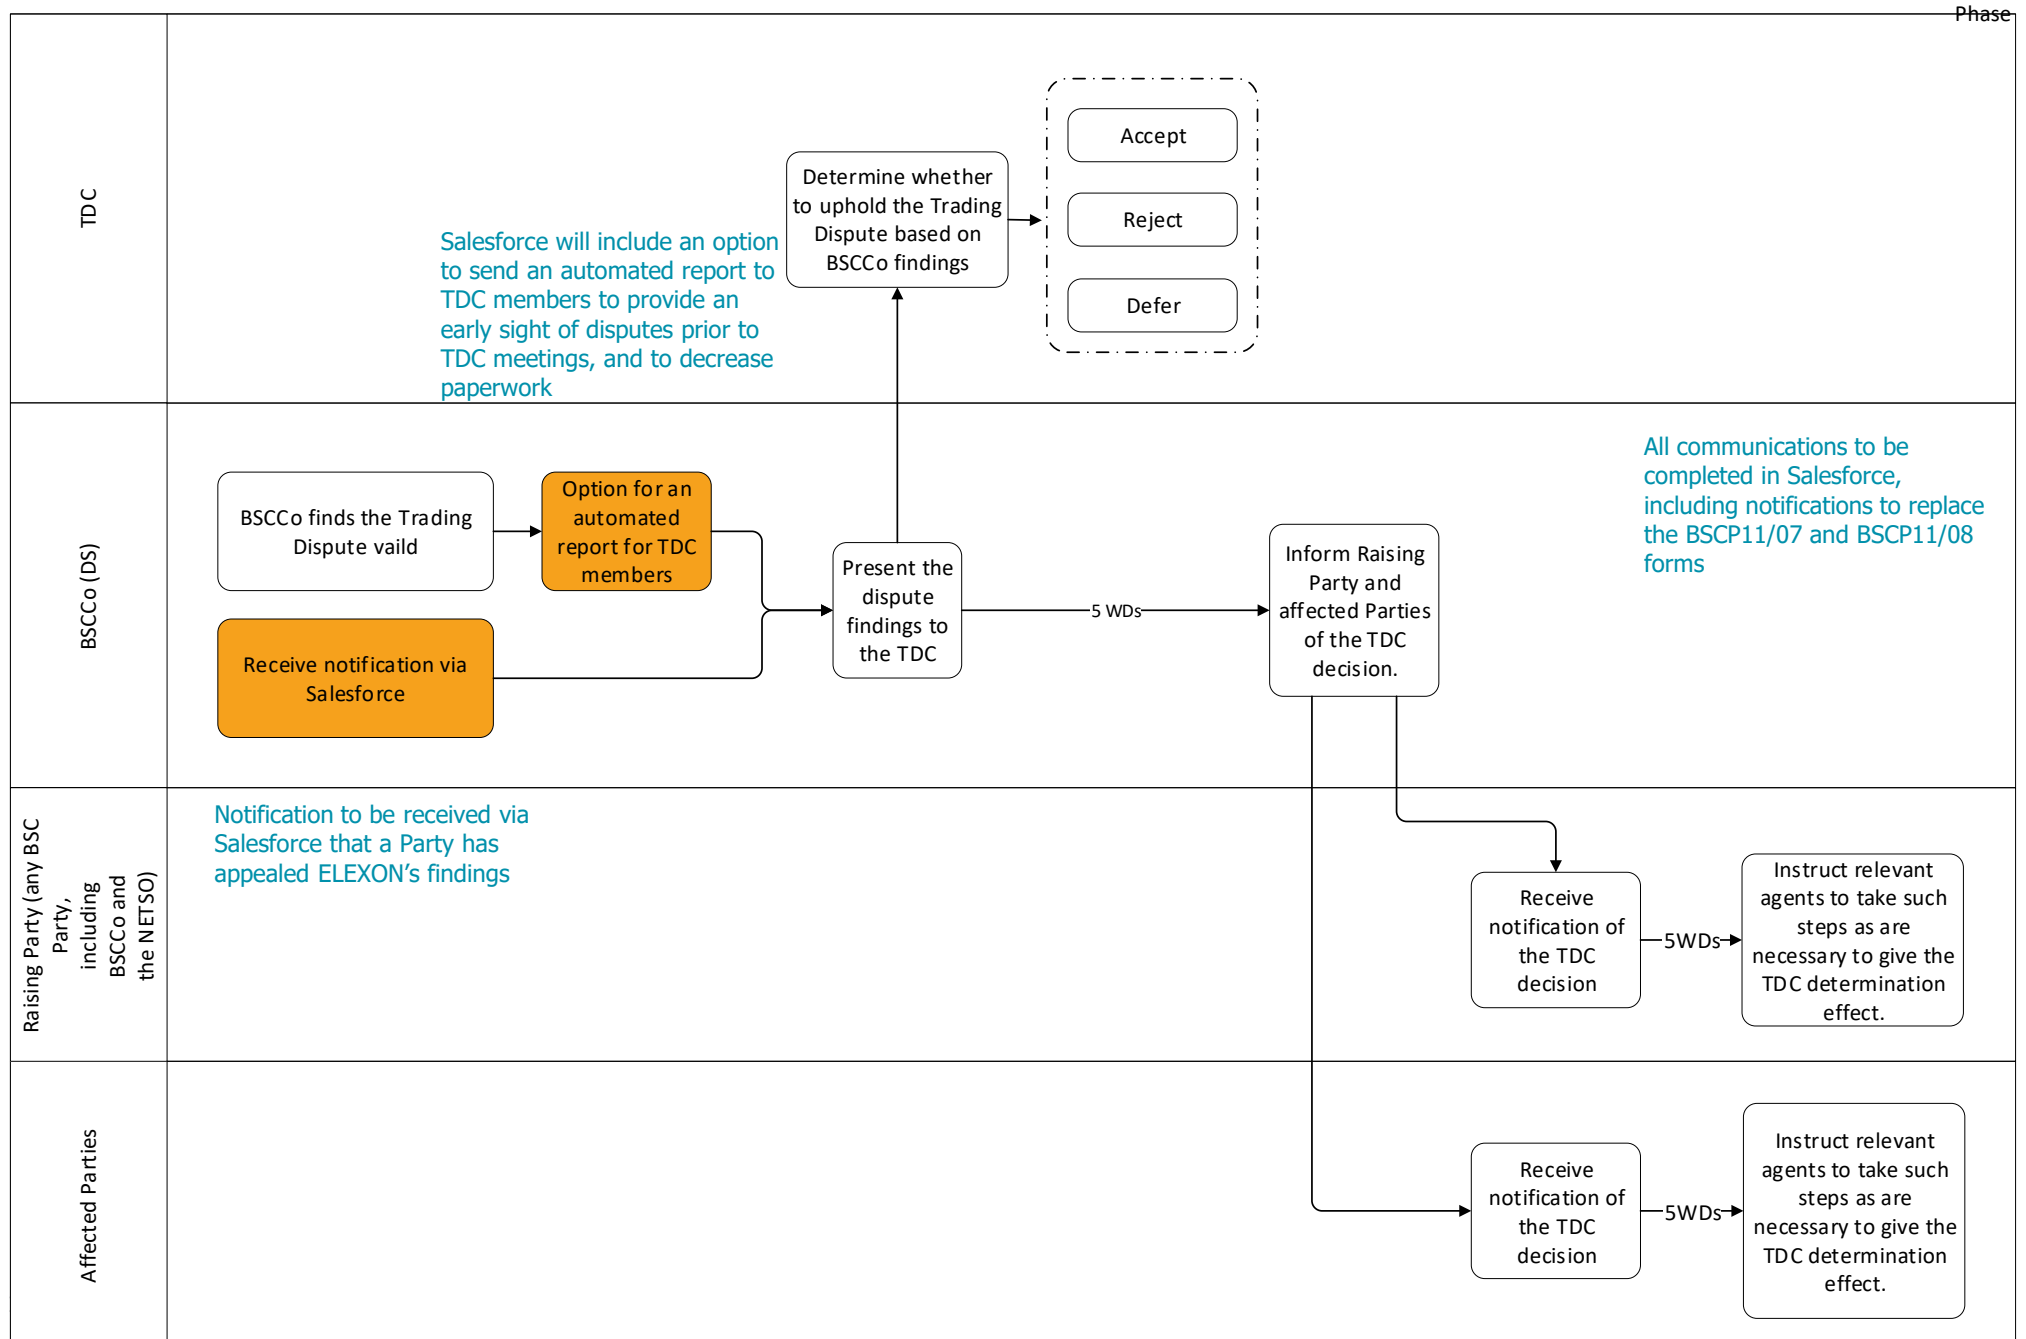 Phase
TDC
Accept
Reject
Defer
Determine whether
to uphold the Trading
Dispute based on
BSCCo findings
Salesforce will include an option
to send an automated report to
TDC members to provide an
early sight of disputes prior to
TDC meetings, and to decrease
paperwork
BSCCo (DS)
BSCCo finds the Trading
Dispute vaild
Option for an
automated
report for TDC
members
Receive notification via
Salesforce
Present the
dispute
findings to
the TDC
5 WDs
Inform Raising
Party and
affected Parties
of the TDC
decision.
All communications to be
completed in Salesforce,
including notifications to replace
the BSCP11/07 and BSCP11/08
forms
Raising Party (any BSC
Party,
including
BSCCo and
the NETSO)
Notification to be received via
Salesforce that a Party has
appealed ELEXON’s findings
Receive
notification of
the TDC
decision
5WDs
Instruct relevant
agents to take such
steps as are
necessary to give the
TDC determination
effect.
Affected Parties
Receive
notification of
the TDC
decision
5WDs
Instruct relevant
agents to take such
steps as are
necessary to give the
TDC determination
effect.